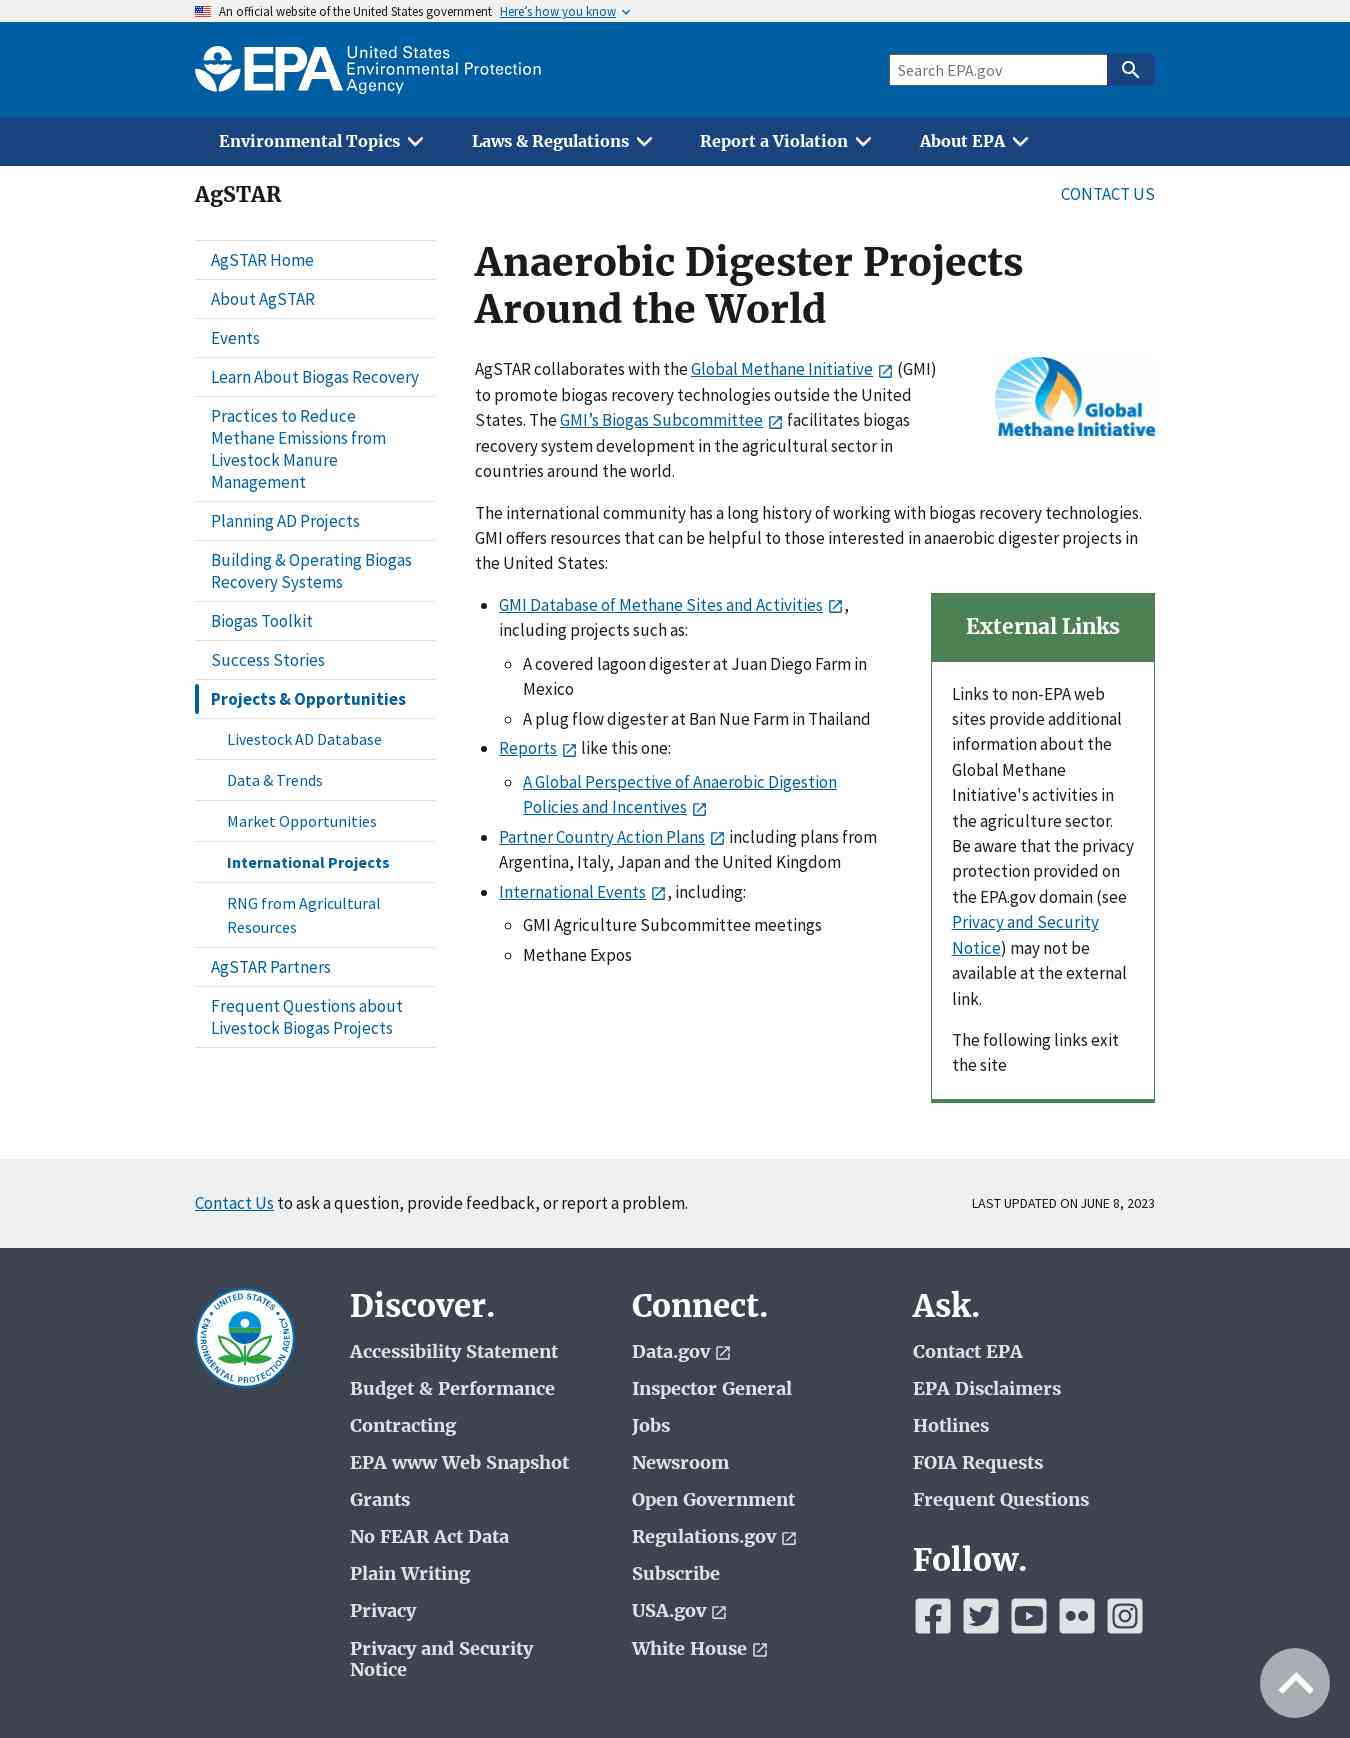 An official website of the United States government Here's how you know
EPA United States
Environmental Protection
Agency
Search EPA.gov
Environmental Topics
Laws & Regulations
Report a Violation
About EPA
AgSTAR
CONTACT US
AgSTAR Home
About AgSTAR
Events
Learn About Biogas Recovery
Practices to Reduce
Methane Emissions from
Livestock Manure
Management
Planning AD Projects
Building & Operating Biogas
Recovery Systems
Biogas Toolkit
Success Stories
Projects & Opportunities
Livestock AD Database
Data & Trends
Market Opportunities
International Projects
RNG from Agricultural
Resources
AgSTAR Partners
Frequent Questions about
Livestock Biogas Projects
Anaerobic Digester Projects
Around the World
AgSTAR collaborates with the Global Methane Initiative (GMI)
to promote biogas recovery technologies outside the United
States. The GMI's Biogas Subcommittee facilitates biogas
recovery system development in the agricultural sector in
countries around the world.
Global
Methane Initiative
The international community has a long history of working with biogas recovery technologies.
GMI offers resources that can be helpful to those interested in anaerobic digester projects in
the United States:
GMI Database of Methane Sites and Activities ,
including projects such as:
A covered lagoon digester at Juan Diego Farm in
Mexico
A plug flow digester at Ban Nue Farm in Thailand
Reports like this one:
A Global Perspective of Anaerobic Digestion
Policies and Incentives
Partner Country Action Plans including plans from
Argentina, Italy, Japan and the United Kingdom
International Events , including:
GMI Agriculture Subcommittee meetings
Methane Expos
External Links
Links to non-EPA web
sites provide additional
information about the
Global Methane
Initiative's activities in
the agriculture sector.
Be aware that the privacy
protection provided on
the EPA.gov domain (see
Privacy and Security
Notice) may not be
available at the external
link.
The following links exit
the site
Contact Us to ask a question, provide feedback, or report a problem.
LAST UPDATED ON JUNE 8, 2023
UNITED STATES
ENVIRONMENTAL PROTECTION AGENCY
Discover.
Accessibility Statement
Budget & Performance
Contracting
EPA www Web Snapshot
Grants
No FEAR Act Data
Plain Writing
Privacy
Privacy and Security
Notice
Connect.
Data.gov
Inspector General
Jobs
Newsroom
Open Government
Regulations.gov
Subscribe
USA.gov
White House
Ask.
Contact EPA
EPA Disclaimers
Hotlines
FOIA Requests
Frequent Questions
Follow.